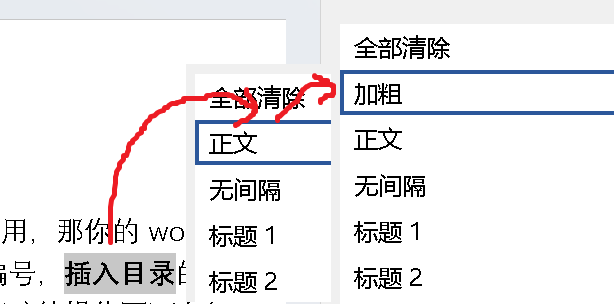 全部清除
正文
无间隔
标题 1
标题 2
全部清除
加粗
正文
无间隔
标题 1
标题 2
用，那你的 wo
编号，插入目录的